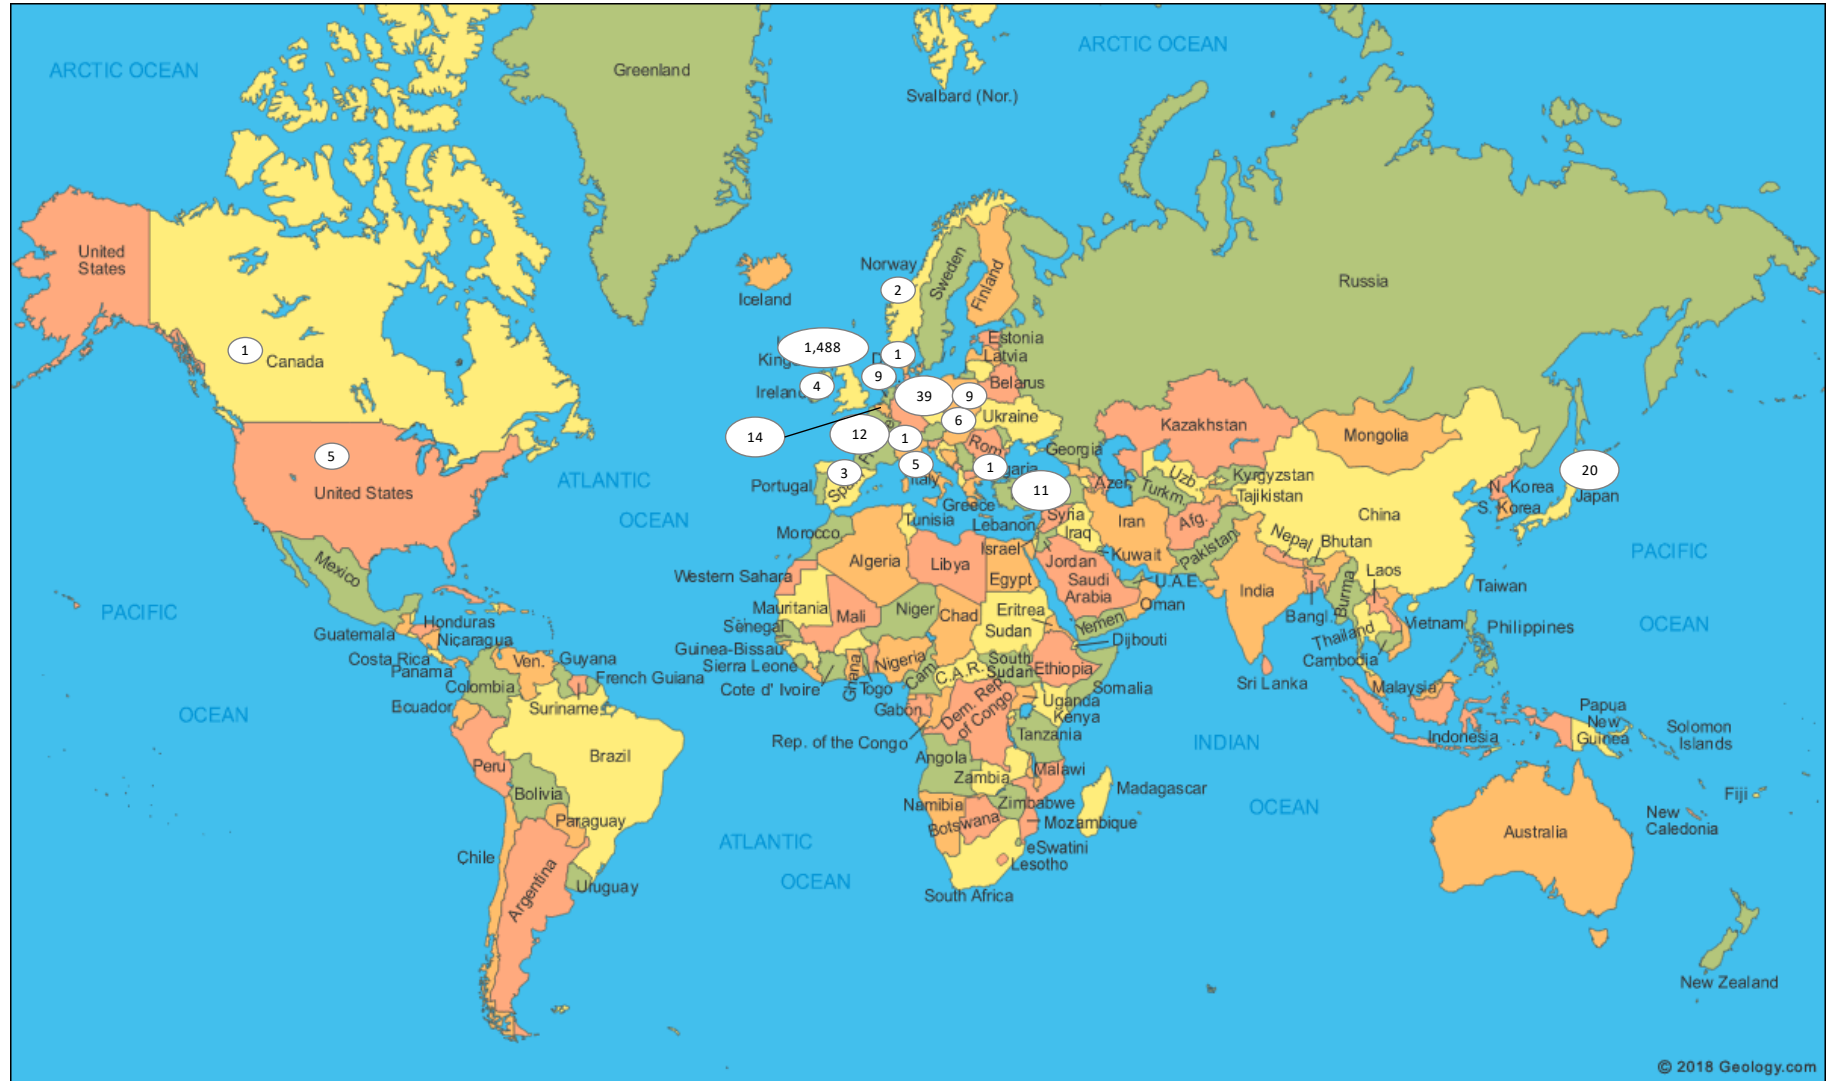 ARCTIC OCEAN
ARCTIC OCEAN
Greenland
Svalbard (Nor.)
United
States
Canada
1
Iceland
Norway
2
Sweden
Finland
Russia
Estonia
Latvia
Belarus
Ukraine
1,488
1
9
4
39
9
6
14
12
1
5
3
1
11
Portugal
Italy
Greece
Georgia
Azer.
Kazakhstan
Uzb.
Turkm.
Kyrgyzstan
Tajikistan
Mongolia
China
N. Korea
S. Korea
20
Japan
5
United States
ATLANTIC
OCEAN
Mexico
Morocco
Tunisia
Lebanon
Syria
Iraq
Iran
Afg.
Pakistan
Nepal
Bhutan
Israel
Jordan
Kuwait
Algeria
Libya
Egypt
Saudi
Arabia
U.A.E.
Oman
Yemen
India
Bangl.
Burma
Laos
Taiwan
Thailand
Vietnam
Cambodia
Philippines
PACIFIC
OCEAN
Western Sahara
Mauritania
Mali
Niger
Chad
Sudan
Eritrea
Djibouti
Senegal
Guinea-Bissau
Sierra Leone
Cote d' Ivoire
Ghana
Togo
Nigeria
Cam.
C.A.R.
South
Sudan
Ethiopia
Somalia
Sri Lanka
Malaysia
Indonesia
Papua
New
Guinea
Solomon
Islands
PACIFIC
OCEAN
Guatemala
Honduras
Nicaragua
Costa Rica
Panama
Ven.
Guyana
French Guiana
Colombia
Suriname
Ecuador
Peru
Brazil
Bolivia
Paraguay
Chile
Argentina
Uruguay
Gabon
Rep. of the Congo
Dem. Rep.
of Congo
Uganda
Kenya
Tanzania
Angola
Zambia
Malawi
Namibia
Botswana
Zimbabwe
Mozambique
Madagascar
eSwatini
Lesotho
South Africa
INDIAN
OCEAN
ATLANTIC
OCEAN
Australia
Fiji
New
Caledonia
New Zealand
© 2018 Geology.com